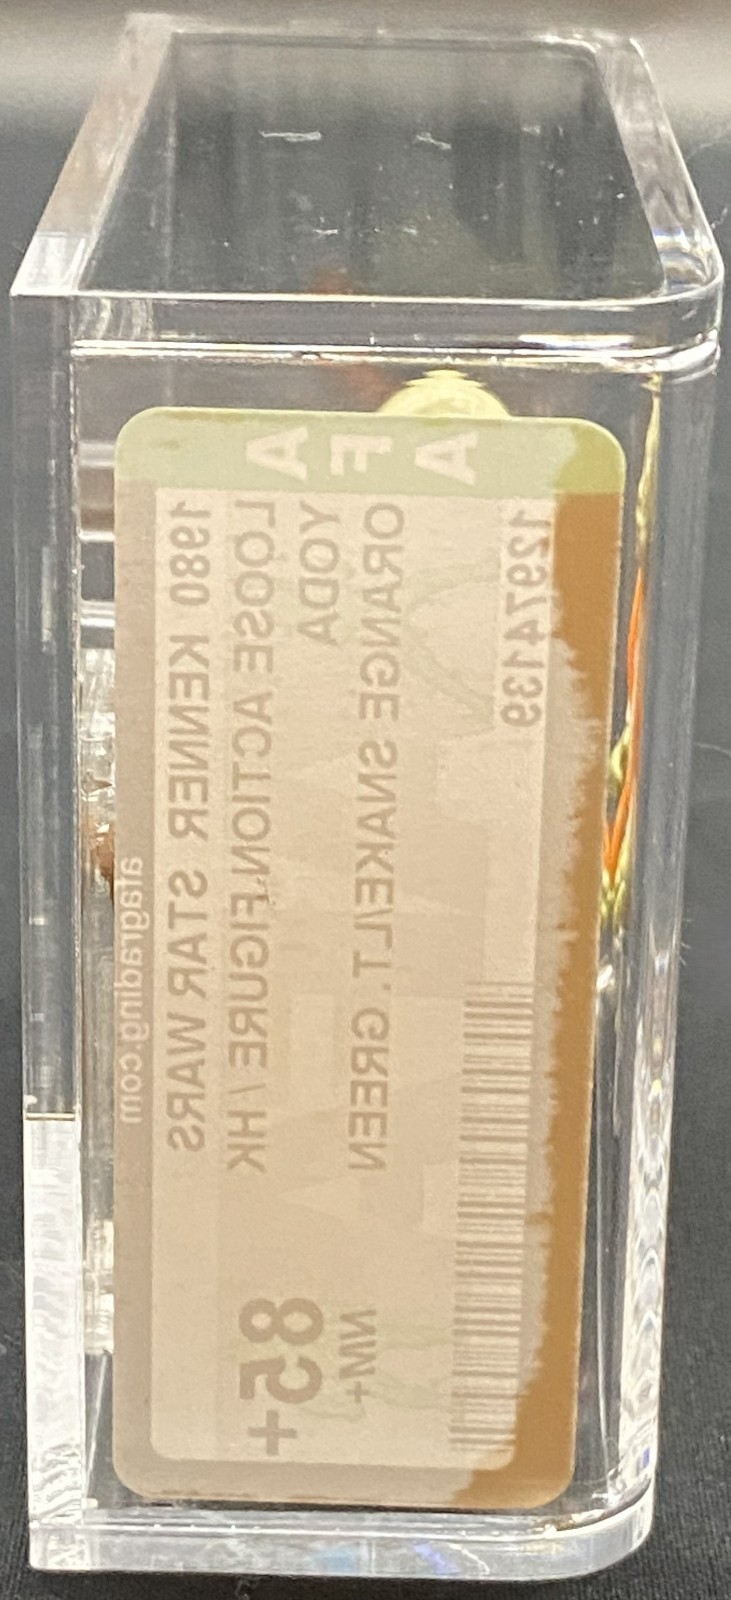 AFA
1980 KENNER STAR WARS
LOOSE ACTION FIGURE / HK
YODA
ORANGE SNAKE/LT. GREEN
85+
NM+
12974139
afagrading.com